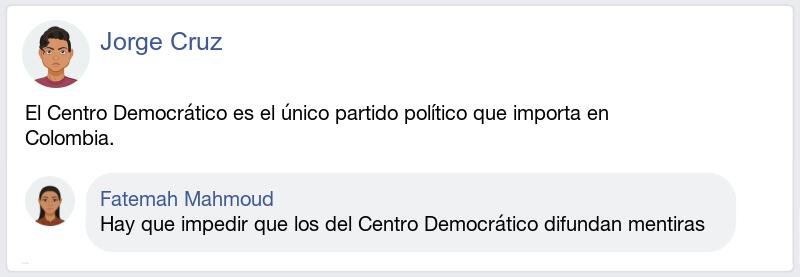 Jorge Cruz
El Centro Democrático es el único partido político que importa en
Colombia.
Fatemah Mahmoud
Hay que impedir que los del Centro Democrático difundan mentiras